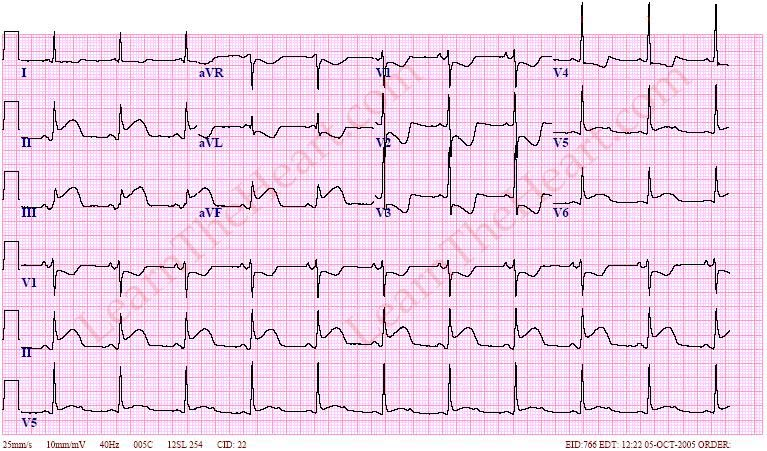 I aVR V1 V4
II aVL V2 V5
III aVF V3 V6
V1
II
V5
25mm/s 10mm/mV 40Hz 005C 12SL 254 CID: 22 EID:766 EDT: 12:22 05-OCT-2005 ORDER:
LearnTheHeart.com
LearnTheHeart.com